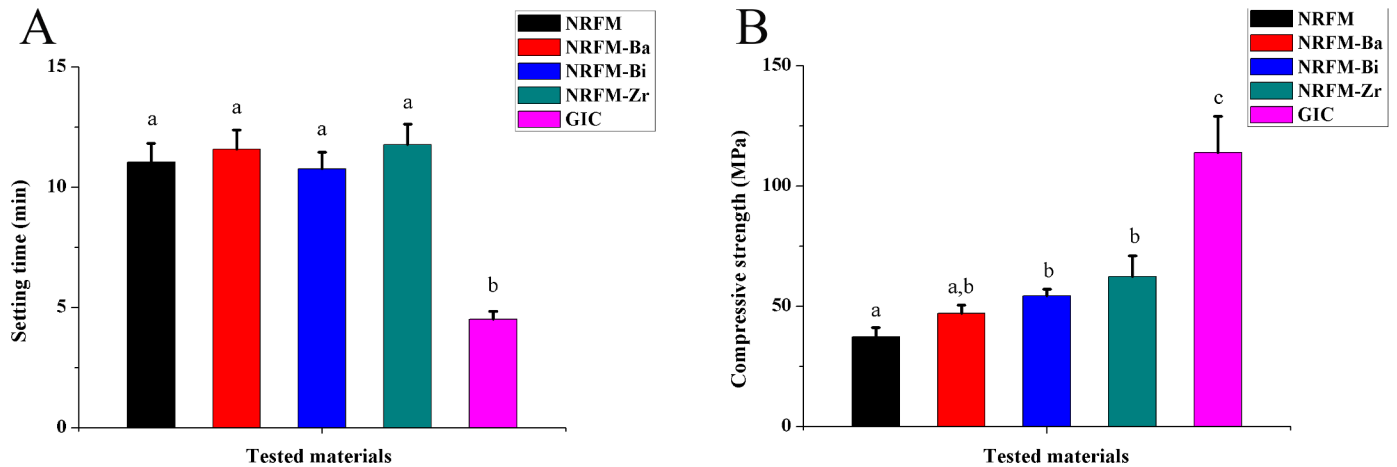 A
NRFM
NRFM-Ba
NRFM-Bi
NRFM-Zr
GIC
15
10
5
0
Setting time (min)
a
a
a
a
b
Tested materials
B
NRFM
NRFM-Ba
NRFM-Bi
NRFM-Zr
GIC
150
100
50
0
Compressive strength (MPa)
a
a,b
b
b
c
Tested materials